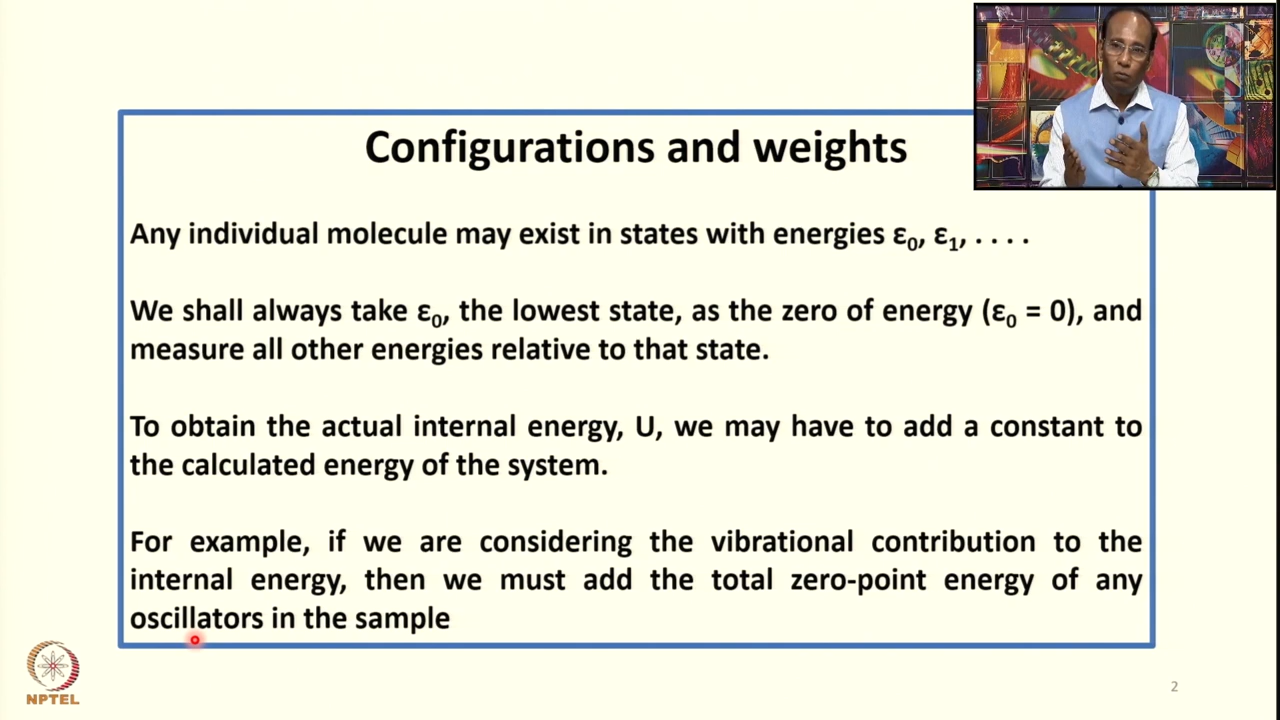 Configurations and weights
Any individual molecule may exist in states with energies ε₀, ε₁, . . . .
We shall always take ε₀, the lowest state, as the zero of energy (ε₀ = 0), and
measure all other energies relative to that state.
To obtain the actual internal energy, U, we may have to add a constant to
the calculated energy of the system.
For example, if we are considering the vibrational contribution to the
internal energy, then we must add the total zero-point energy of any
oscillators in the sample
NPTEL
2